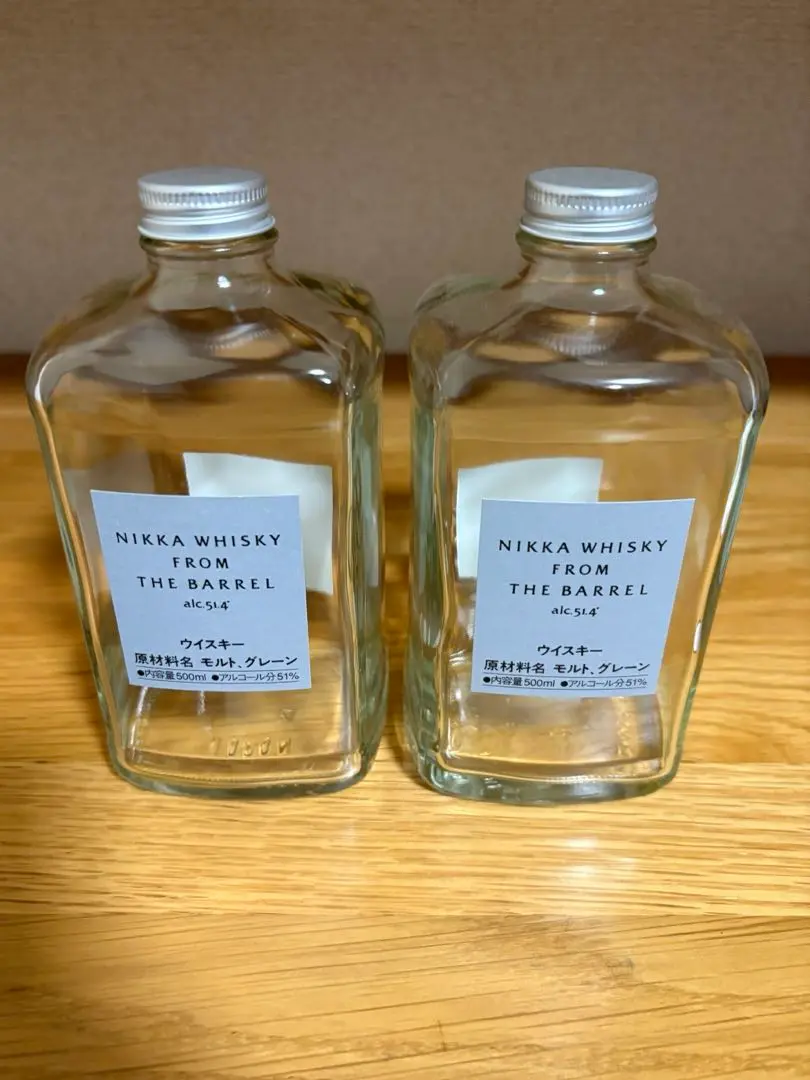 NIKKA WHISKY
FROM
THE BARREL
alc.51.4°
ウイスキー
原材料名 モルト、グレーン
●内容量500ml ●アルコール分51%
NIKKA WHISKY
FROM
THE BARREL
alc.51.4°
ウイスキー
原材料名 モルト、グレーン
●内容量500ml ●アルコール分51%